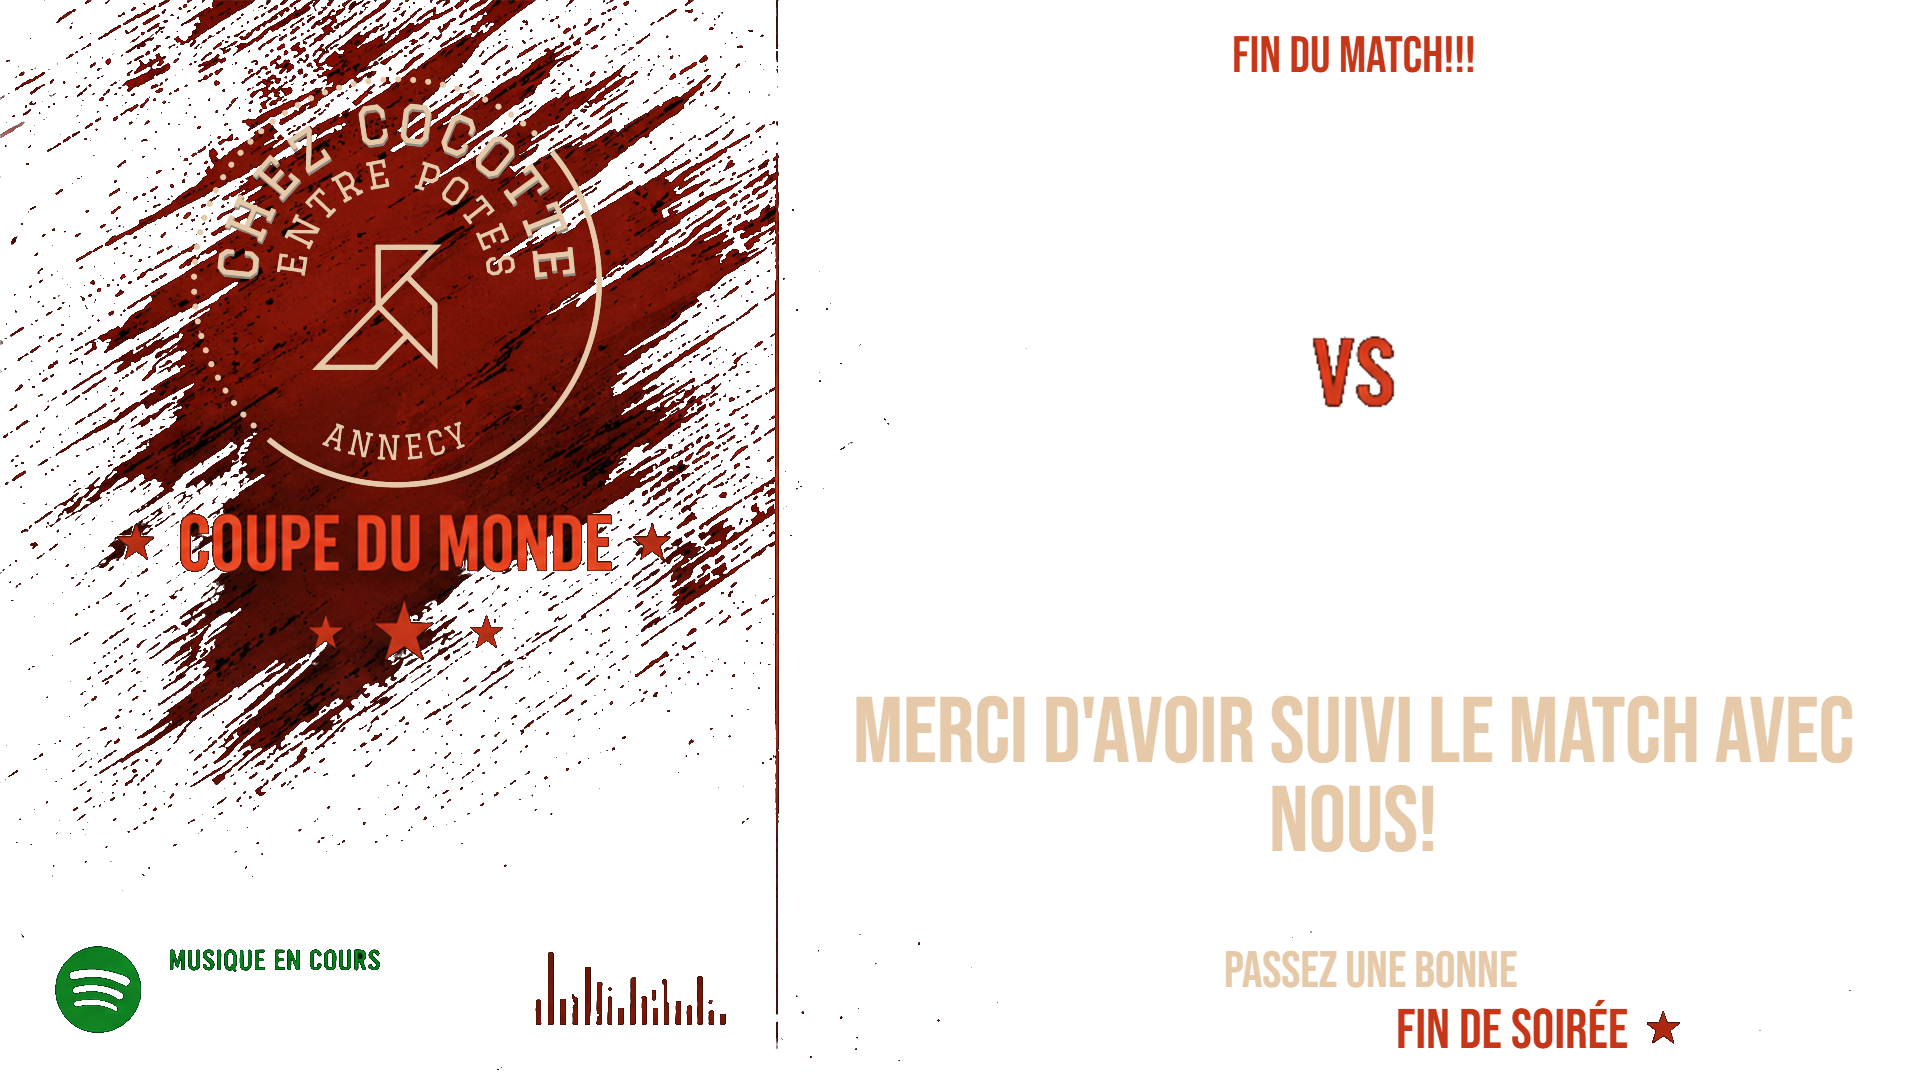 CHEZ COCOTTE
ENTRE POTES
ANNECY
COUPE DU MONDE
MUSIQUE EN COURS
FIN DU MATCH!!!
VS
MERCI D'AVOIR SUIVI LE MATCH AVEC
NOUS!
PASSEZ UNE BONNE
FIN DE SOIRÉE